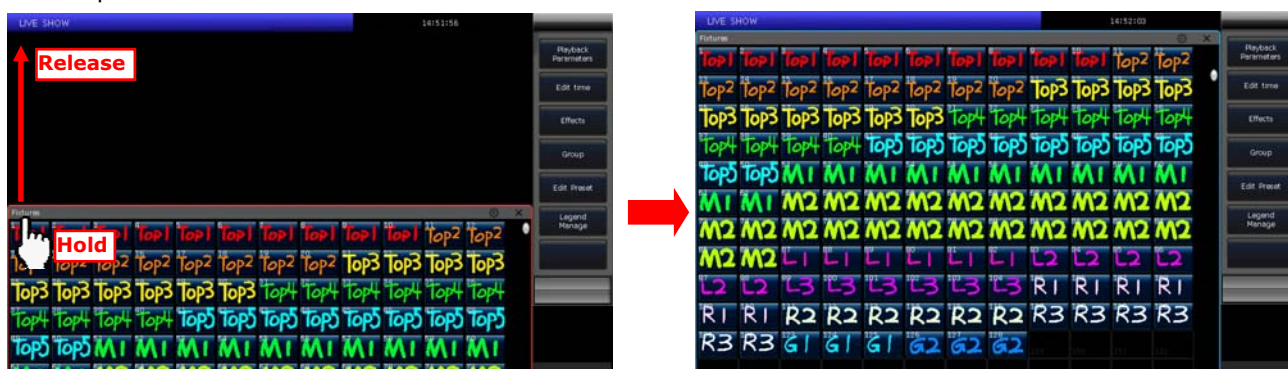 LIVE SHOW 14:51:56
Release
Playback Parameters
Edit time
Effects
Group
Edit Preset
Legend Manage
Fixtures
Hold
Top1 Top1 Top1 Top1 Top1 Top1 Top1 Top2 Top2
Top2 Top2 Top2 Top2 Top2 Top2 Top2 Top3 Top3 Top3 Top3
Top3 Top3 Top3 Top3 Top3 Top3 Top4 Top4 Top4 Top4 Top4 Top4
Top4 Top4 Top4 Top4 Top5 Top5 Top5 Top5 Top5 Top5 Top5 Top5
Top5 Top5 M1 M1 M1 M1 M1 M1 M1 M1 M1 M1
LIVE SHOW 14:52:03
Fixtures
Top1 Top1 Top1 Top1 Top1 Top1 Top1 Top1 Top1 Top1 Top2 Top2
Top2 Top2 Top2 Top2 Top2 Top2 Top2 Top2 Top3 Top3 Top3 Top3
Top3 Top3 Top3 Top3 Top3 Top3 Top4 Top4 Top4 Top4 Top4 Top4
Top4 Top4 Top4 Top4 Top5 Top5 Top5 Top5 Top5 Top5 Top5 Top5
Top5 Top5 M1 M1 M1 M1 M1 M1 M1 M1 M1 M1
M1 M1 M2 M2 M2 M2 M2 M2 M2 M2 M2 M2
M2 M2 M2 M2 M2 M2 M2 M2 M2 M2 M2 M2
M2 M2 L1 L1 L1 L1 L1 L1 L2 L2 L2 L2
L2 L2 L3 L3 L3 L3 L3 L3 R1 R1 R1 R1
R1 R1 R2 R2 R2 R2 R2 R2 R3 R3 R3 R3
R3 R3 G1 G1 G1 G2 G2 G2
Playback Parameters
Edit time
Effects
Group
Edit Preset
Legend Manage